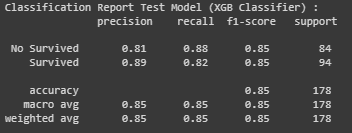 Classification Report Test Model (XGB Classifier) :
precision recall f1-score support
No Survived 0.81 0.88 0.85 84
Survived 0.89 0.82 0.85 94
accuracy 0.85 178
macro avg 0.85 0.85 0.85 178
weighted avg 0.85 0.85 0.85 178